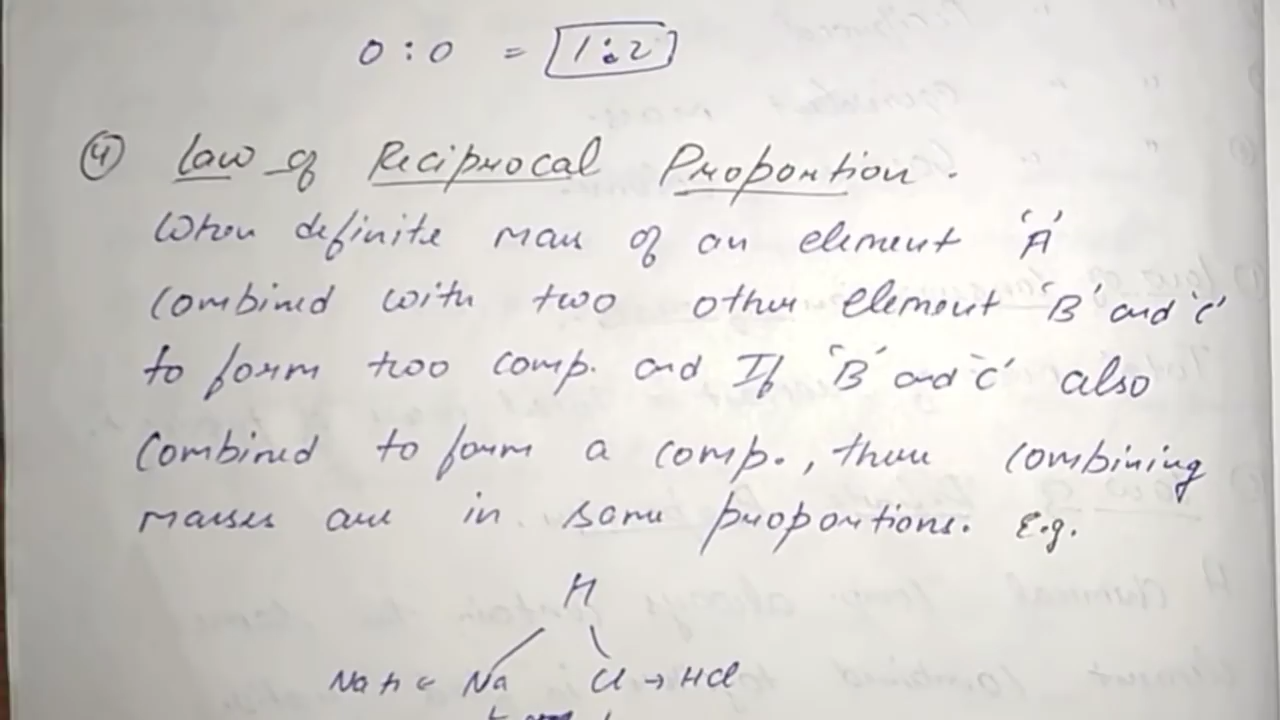 O : O = 1:2
④ Law of Reciprocal Proportion.
When definite mass of an element 'A'
combined with two other element 'B' and 'C'
to form two comp. and If 'B' and 'C' also
combined to form a comp., then combining
masses are in same proportions. E.g.
H
NaH ← Na Cl → HCl